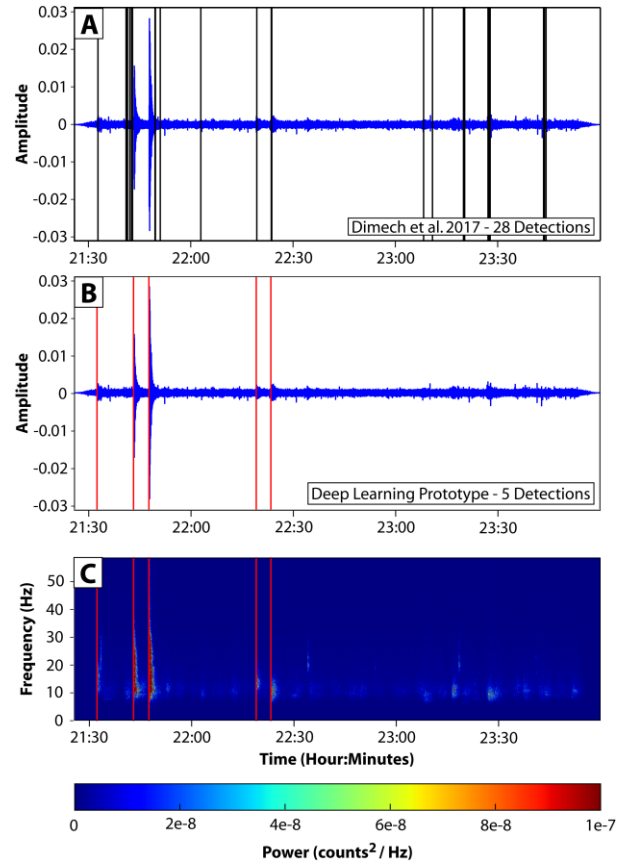 A
0.03
0.02
0.01
0
-0.01
-0.02
-0.03
Amplitude
Dimech et al. 2017 - 28 Detections
21:30 22:00 22:30 23:00 23:30
B
0.03
0.02
0.01
0
-0.01
-0.02
-0.03
Amplitude
Deep Learning Prototype - 5 Detections
21:30 22:00 22:30 23:00 23:30
C
50
40
30
20
10
0
Frequency (Hz)
21:30 22:00 22:30 23:00 23:30
Time (Hour:Minutes)
0 2e-8 4e-8 6e-8 8e-8 1e-7
Power (counts² / Hz)